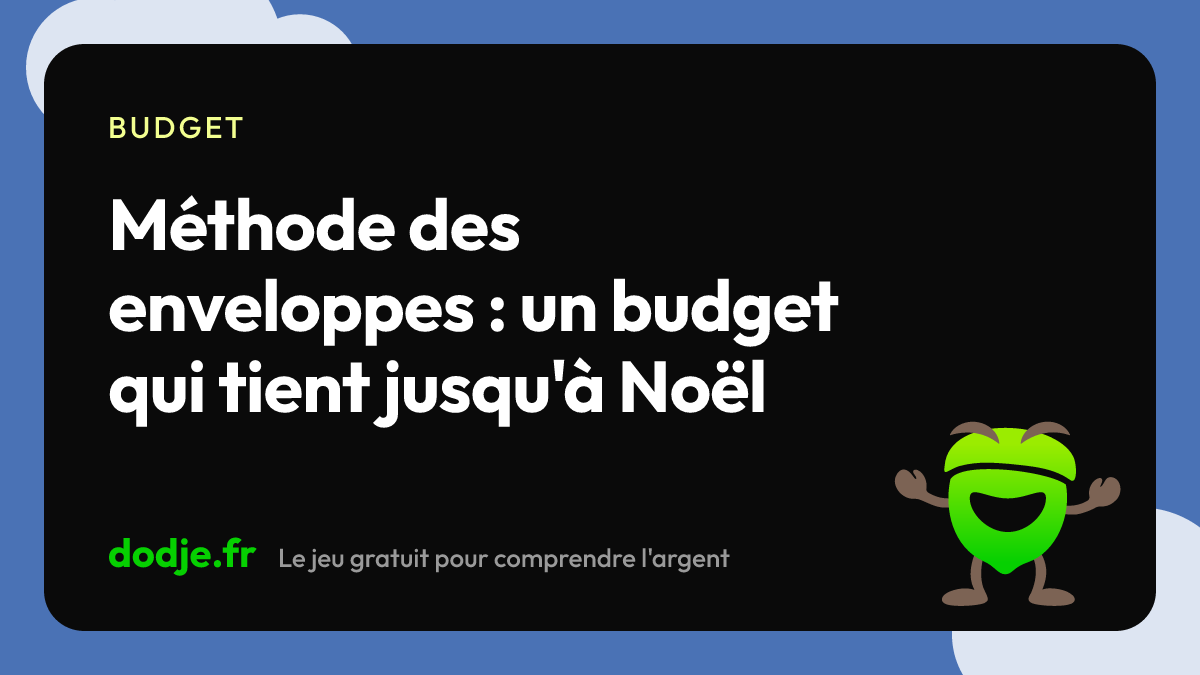 BUDGET
Méthode des
enveloppes : un budget
qui tient jusqu'à Noël
dodje.fr Le jeu gratuit pour comprendre l'argent